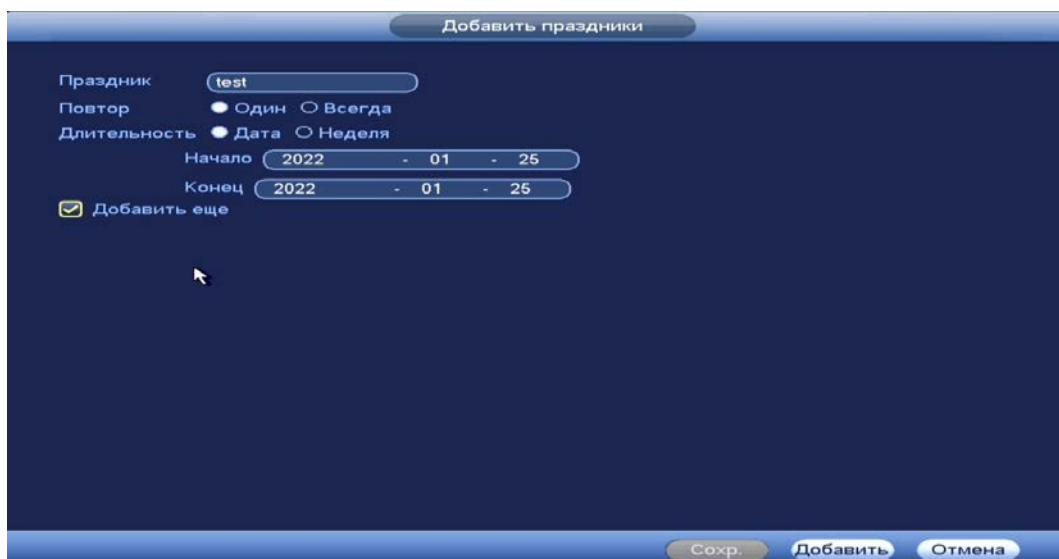 Добавить праздники
Праздник test
Повтор Один Всегда
Длительность Дата Неделя
Начало 2022 - 01 - 25
Конец 2022 - 01 - 25
Добавить еще
Сохр. Добавить Отмена